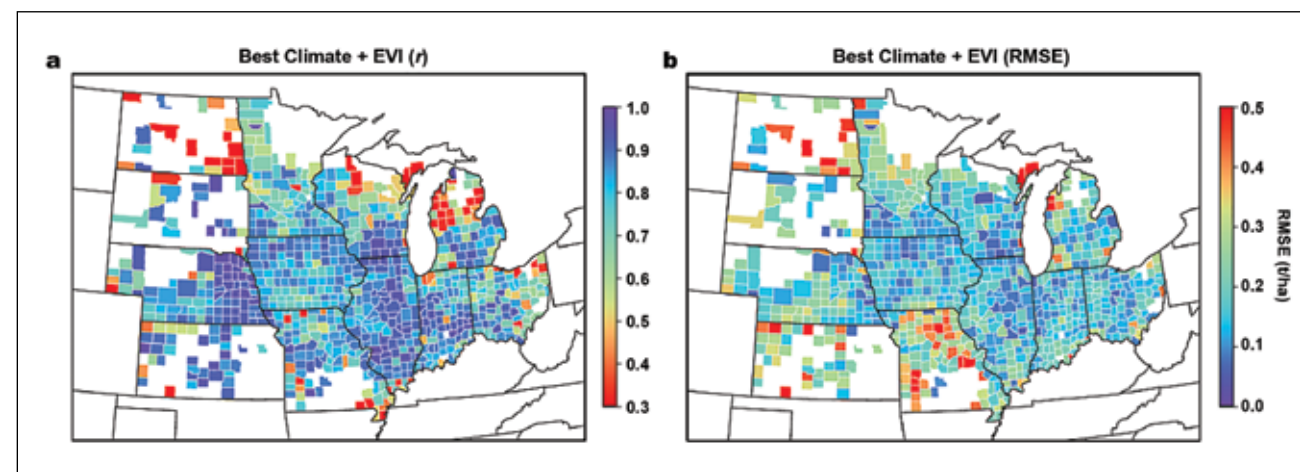 a
Best Climate + EVI (r)
1.0
0.9
0.8
0.7
0.6
0.5
0.4
0.3
b
Best Climate + EVI (RMSE)
0.5
0.4
0.3
0.2
0.1
0.0
RMSE (t/ha)